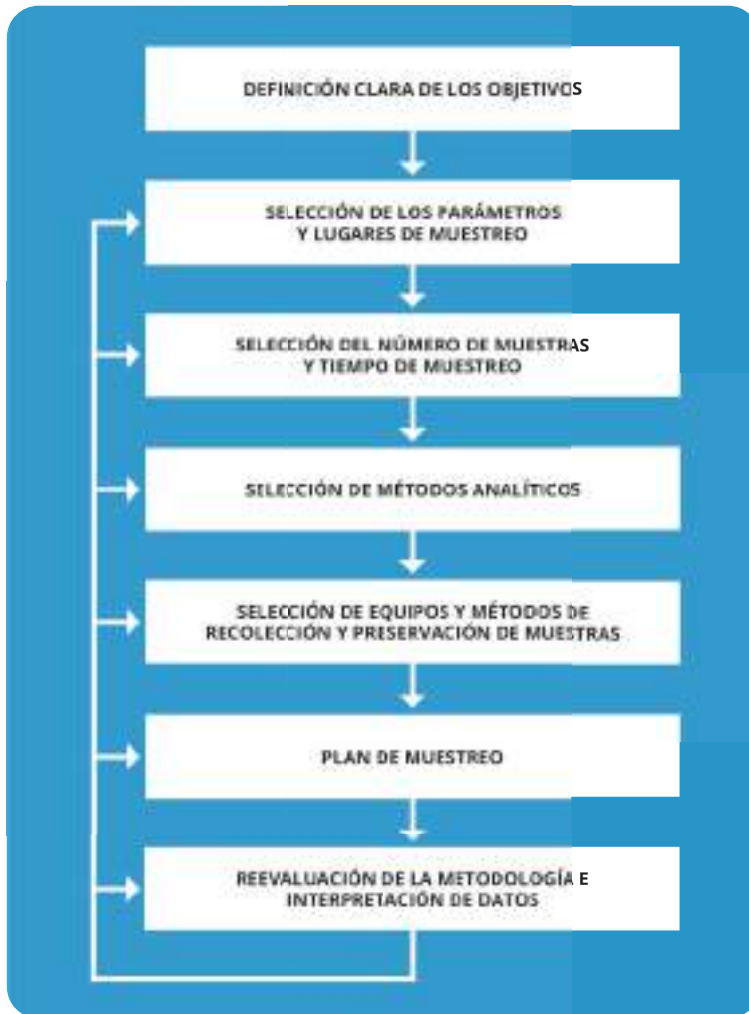 DEFINICIÓN CLARA DE LOS OBJETIVOS
SELECCIÓN DE LOS PARÁMETROS
Y LUGARES DE MUESTREO
SELECCIÓN DEL NÚMERO DE MUESTRAS
Y TIEMPO DE MUESTREO
SELECCIÓN DE MÉTODOS ANALÍTICOS
SELECCIÓN DE EQUIPOS Y MÉTODOS DE
RECOLECCIÓN Y PRESERVACIÓN DE MUESTRAS
PLAN DE MUESTREO
REEVALUACIÓN DE LA METODOLOGÍA E
INTERPRETACIÓN DE DATOS